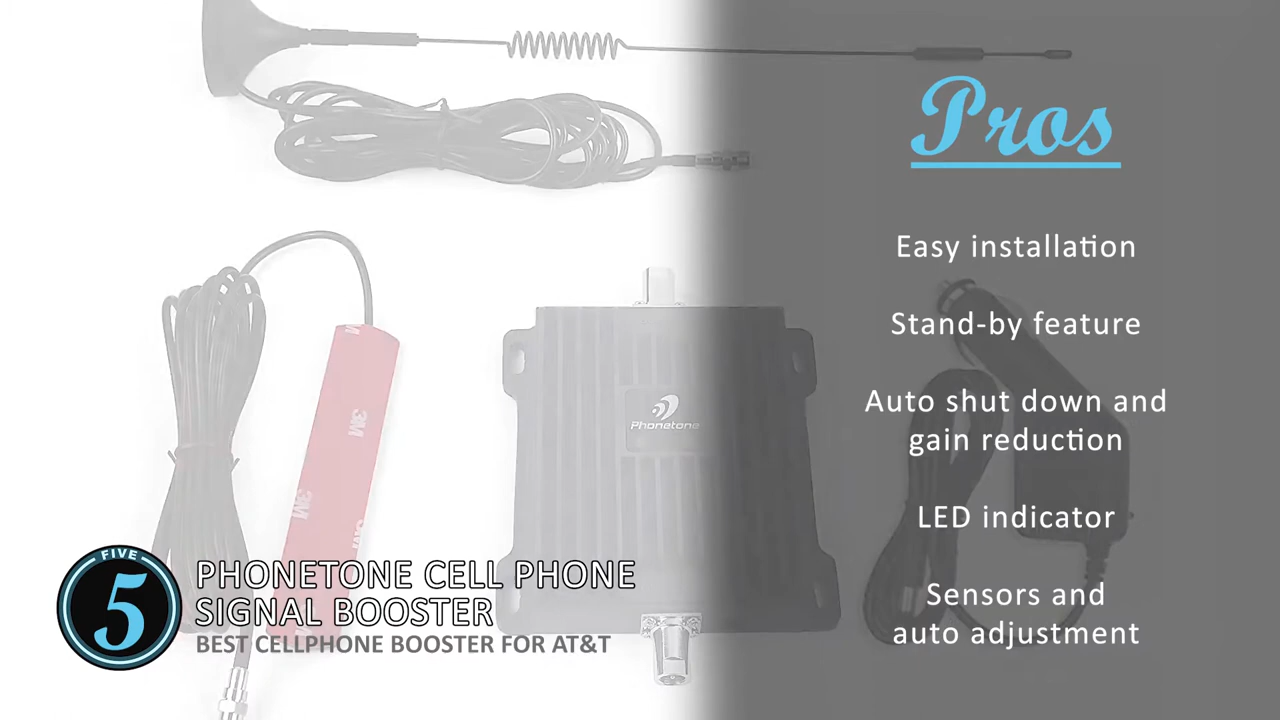 Pros
Easy installation
Stand-by feature
Auto shut down and
gain reduction
LED indicator
Sensors and
auto adjustment
Phonetone
3M
3M
FIVE
5
PHONETONE CELL PHONE
SIGNAL BOOSTER
BEST CELLPHONE BOOSTER FOR AT&T